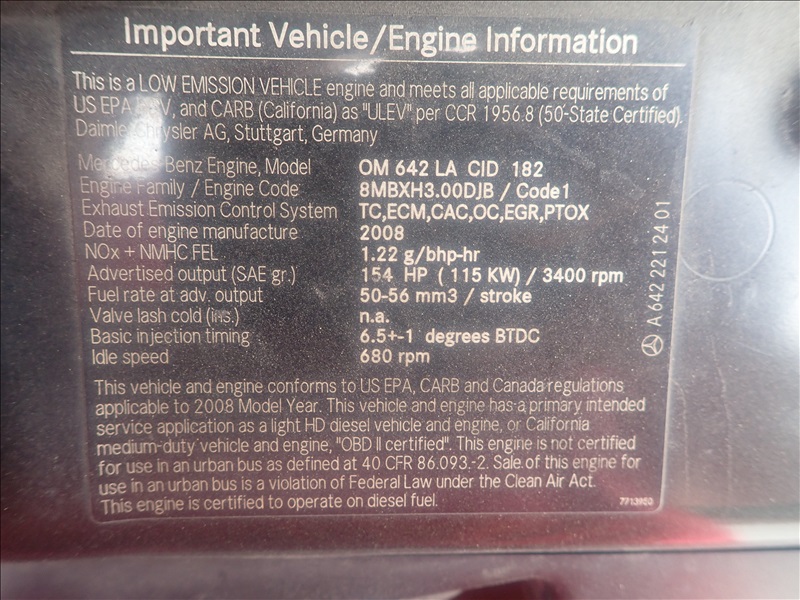 Important Vehicle/Engine Information
This is a LOW EMISSION VEHICLE engine and meets all applicable requirements of
US EPA and CARB (California) as "ULEV" per CCR 1956.8 (50-State Certified).
DaimlerChrysler AG, Stuttgart, Germany
Mercedes-Benz Engine, Model OM 642 LA CID 182
Engine Family / Engine Code 8MBXH3.00DJB / Code1
Exhaust Emission Control System TC,ECM,CAC,OC,EGR,PTOX
Date of engine manufacture 2008
NOx + NMHC FEL 1.22 g/bhp-hr
Advertised output (SAE gr.) 154 HP ( 115 KW) / 3400 rpm
Fuel rate at adv. output 50-56 mm3 / stroke
Valve lash cold (ins.) n.a.
Basic injection timing 6.5+-1 degrees BTDC
Idle speed 680 rpm
A 642 221 24 01
This vehicle and engine conforms to US EPA, CARB and Canada regulations
applicable to 2008 Model Year. This vehicle and engine has a primary intended
service application as a light HD diesel vehicle and engine, or California
medium-duty vehicle and engine, "OBD II certified". This engine is not certified
for use in an urban bus as defined at 40 CFR 86.093.-2. Sale of this engine for
use in an urban bus is a violation of Federal Law under the Clean Air Act.
This engine is certified to operate on diesel fuel.